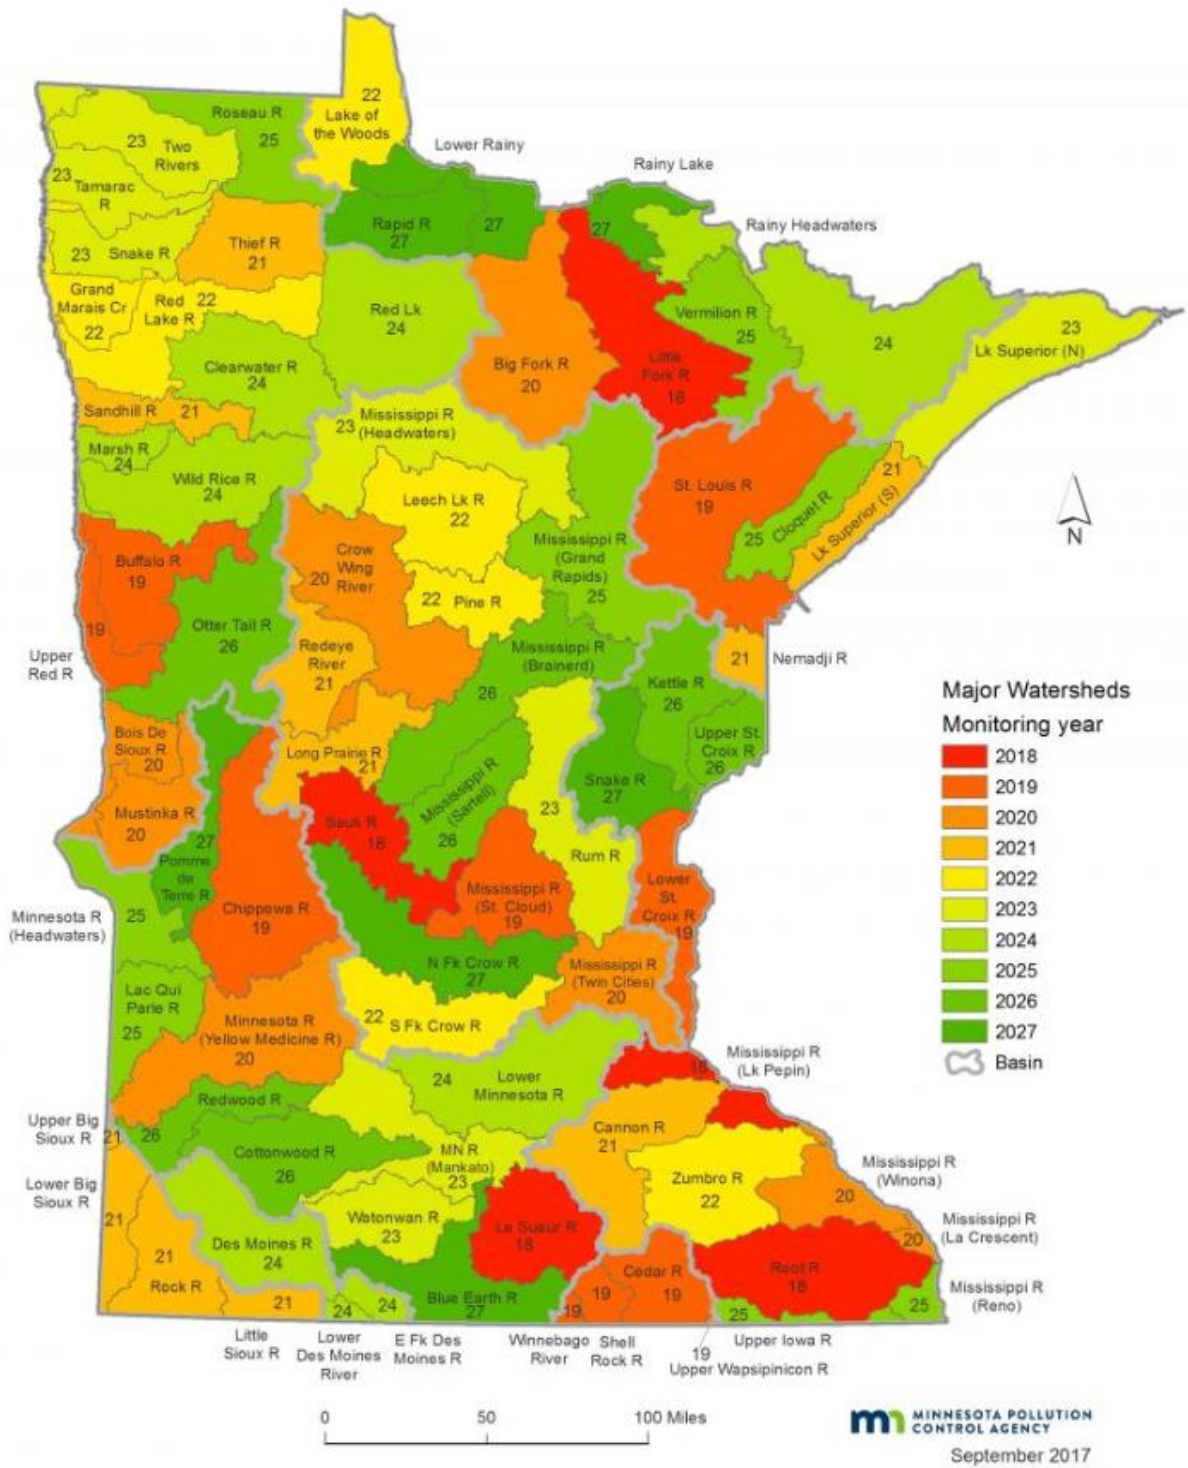 22
Lake of
the Woods
Roseau R
25
23
Two
Rivers
Lower Rainy
Rainy Lake
23
Tamarac
R
Rapid R
27
27
27
Rainy Headwaters
23
Snake R
Thief R
21
Grand
Marais Cr
22
Red
Lake R
22
Red Lk
24
Vermilion R
25
24
23
Lk Superior (N)
Clearwater R
24
Big Fork R
20
Little
Fork R
18
Sandhill R
21
23
Mississippi R
(Headwaters)
Marsh R
24
Wild Rice R
24
Leech Lk R
22
St. Louis R
19
21
Lk Superior (S)
25
Cloquet R
Buffalo R
19
20
Crow
Wing
River
Mississippi R
(Grand
Rapids)
25
22
Pine R
N
19
Otter Tail R
26
Upper
Red R
Redeye
River
21
Mississippi R
(Brainerd)
26
21
Nemadji R
Kettle R
26
Bois De
Sioux R
20
Long Prairie R
21
Upper St.
Croix R
26
Major Watersheds
Monitoring year
2018
2019
2020
2021
2022
2023
2024
2025
2026
2027
Basin
Mustinka R
20
27
Pomme
de
Terre R
Sauk R
18
Mississippi R
(Sartell)
26
23
Rum R
Snake R
27
Chippewa R
19
Mississippi R
(St. Cloud)
19
Lower
St.
Croix R
19
Minnesota R
(Headwaters)
25
N Fk Crow R
27
Mississippi R
(Twin Cities)
20
Lac Qui
Parle R
25
Minnesota R
(Yellow Medicine R)
20
22
S Fk Crow R
24
Lower
Minnesota R
18
Mississippi R
(Lk Pepin)
Redwood R
26
Upper Big
Sioux R
21
Cottonwood R
26
MN R
(Mankato)
23
Cannon R
21
Zumbro R
22
20
Mississippi R
(Winona)
Lower Big
Sioux R
21
Watonwan R
23
Le Sueur R
18
20
Mississippi R
(La Crescent)
21
Rock R
Des Moines R
24
Cedar R
19
19
Root R
18
21
24
24
Blue Earth R
27
19
25
25
Mississippi R
(Reno)
Little
Sioux R
Lower
Des Moines
River
E Fk Des
Moines R
Winnebago
River
Shell
Rock R
19
Upper Iowa R
Upper Wapsipinicon R
0 50 100 Miles
MINNESOTA POLLUTION
CONTROL AGENCY
September 2017